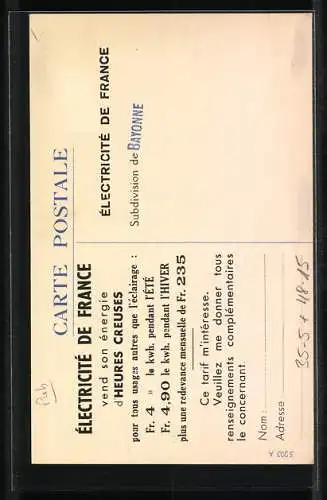 CARTE POSTALE
ÉLECTRICITÉ DE FRANCE
vend son énergie
d'HEURES CREUSES
pour tous usages autres que l'éclairage :
Fr. 4 » le kwh. pendant l'ÉTÉ
Fr. 4,90 le kwh. pendant l'HIVER
plus une redevance mensuelle de Fr. 235
Ce tarif m'intéresse.
Veuillez me donner tous
renseignements complémentaires
le concernant.
Nom :
Adresse
ÉLECTRICITÉ DE FRANCE
Subdivision de BAYONNE
Pub
35-5 + 48-15